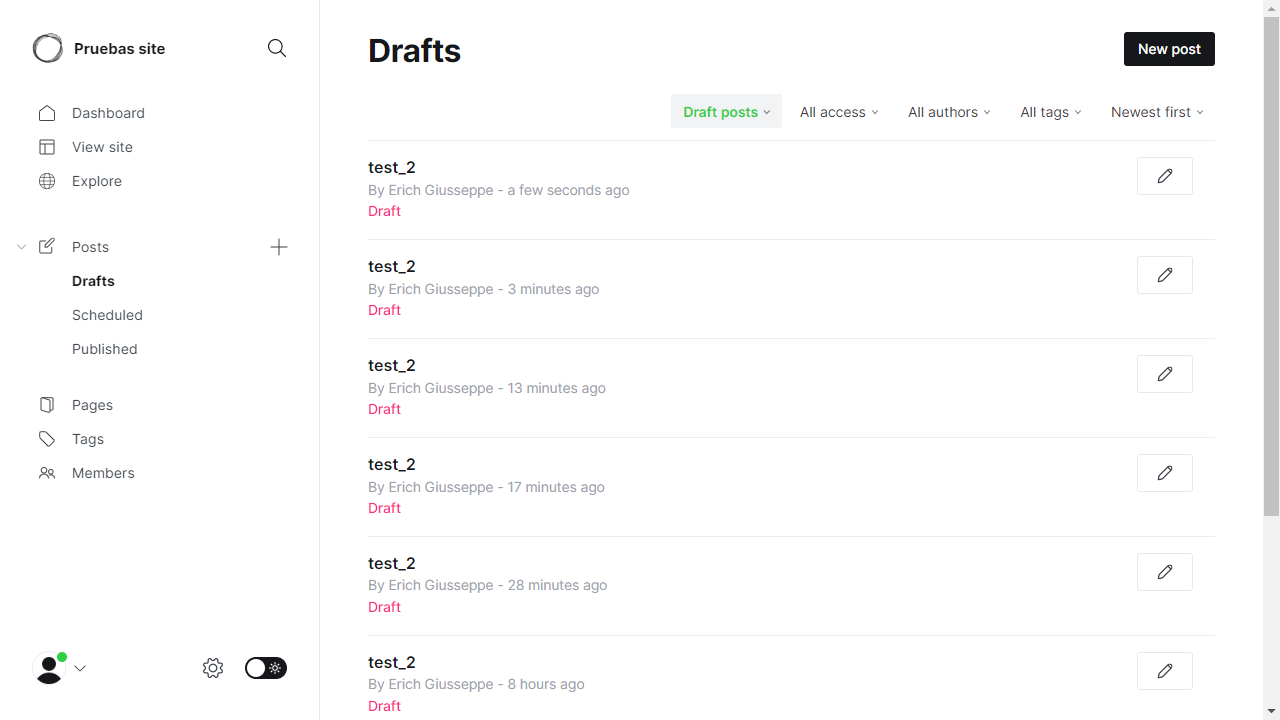 Pruebas site
Dashboard
View site
Explore
Posts
Drafts
Scheduled
Published
Pages
Tags
Members
Drafts
New post
Draft posts
All access
All authors
All tags
Newest first
test_2
By Erich Giusseppe - a few seconds ago
Draft
test_2
By Erich Giusseppe - 3 minutes ago
Draft
test_2
By Erich Giusseppe - 13 minutes ago
Draft
test_2
By Erich Giusseppe - 17 minutes ago
Draft
test_2
By Erich Giusseppe - 28 minutes ago
Draft
test_2
By Erich Giusseppe - 8 hours ago
Draft